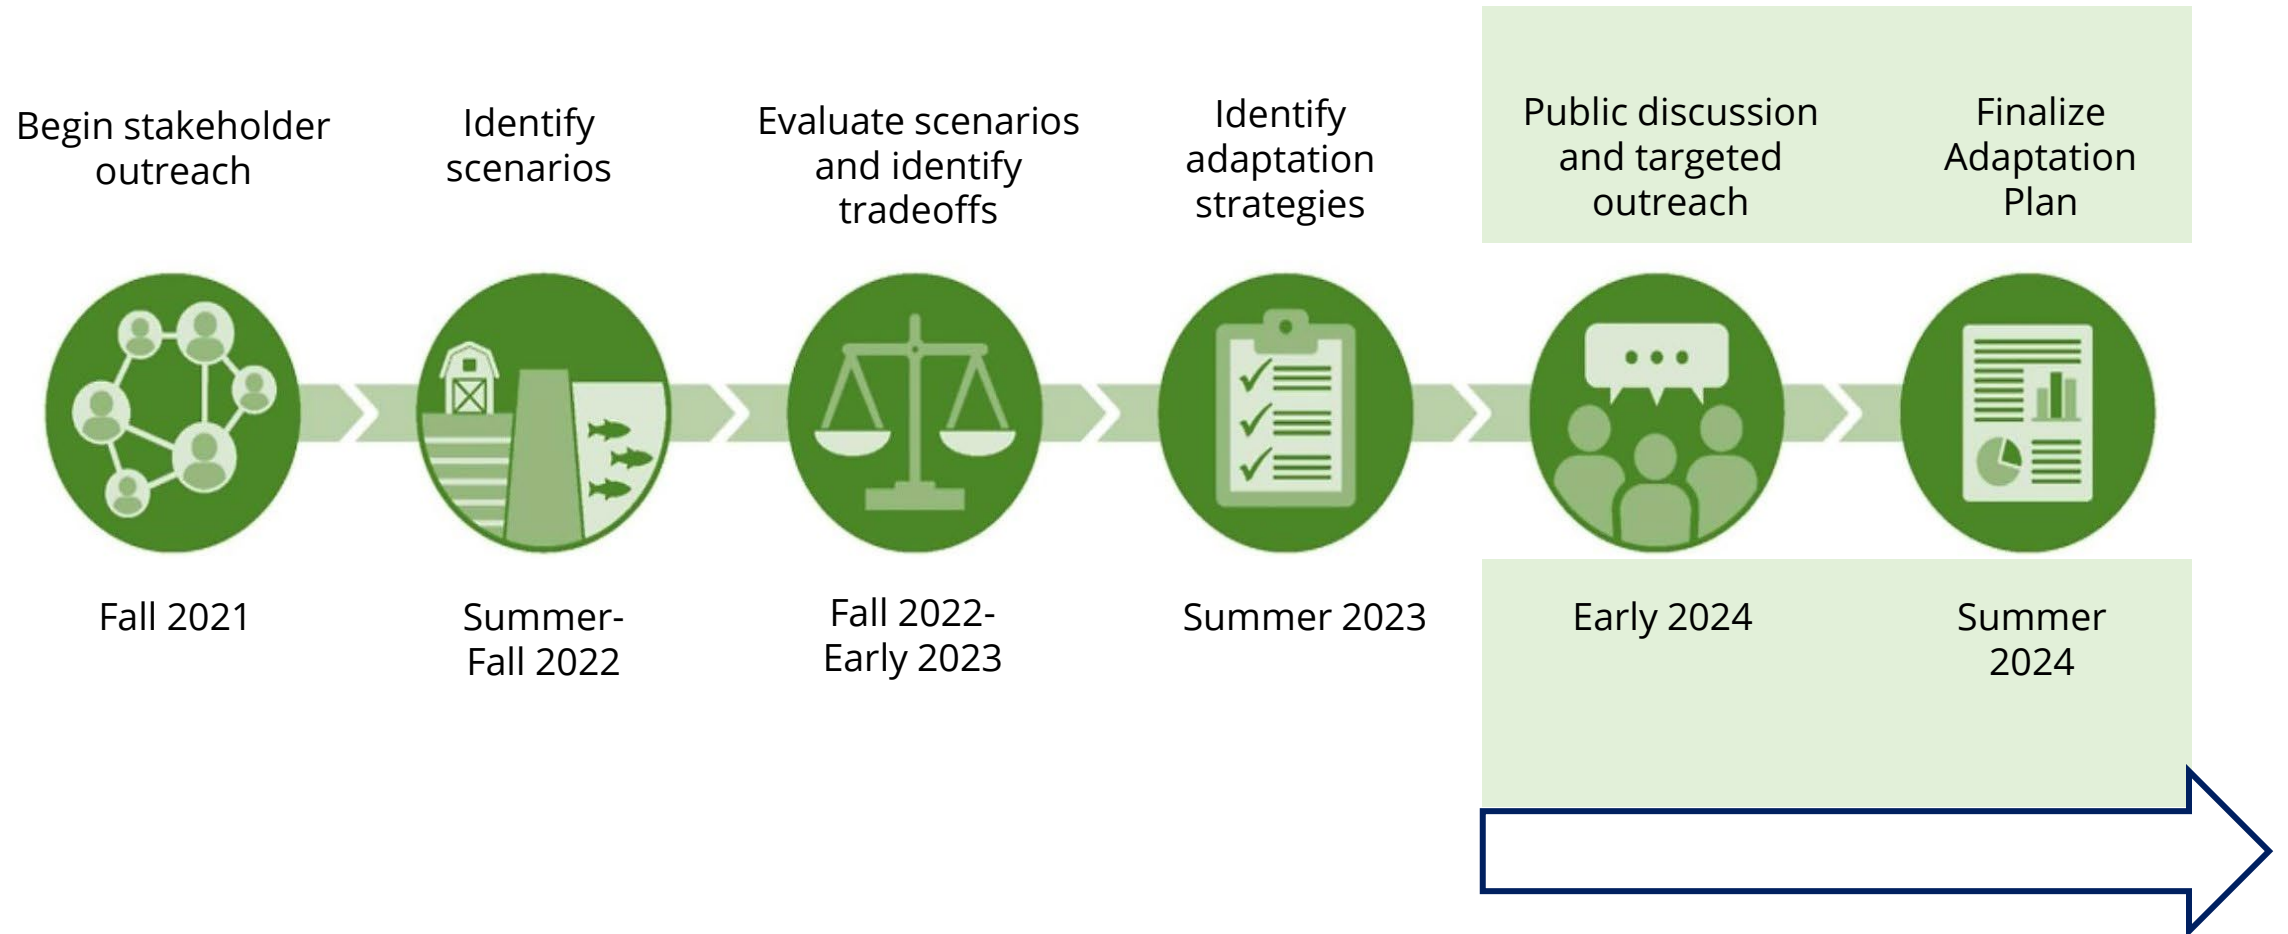 Begin stakeholder
outreach
Identify
scenarios
Evaluate scenarios
and identify
tradeoffs
Identify
adaptation
strategies
Public discussion
and targeted
outreach
Finalize
Adaptation
Plan
Fall 2021
Summer-
Fall 2022
Fall 2022-
Early 2023
Summer 2023
Early 2024
Summer
2024